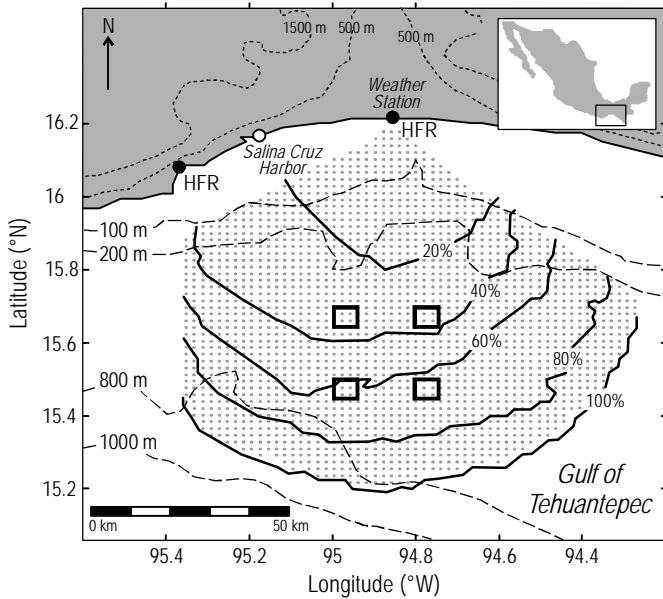 N
1500 m
500 m
500 m
Weather
Station
HFR
Salina Cruz
Harbor
HFR
16.2
16
15.8
15.6
15.4
15.2
Latitude (°N)
100 m
200 m
800 m
1000 m
20%
40%
60%
80%
100%
Gulf of
Tehuantepec
0 km
50 km
95.4
95.2
95
94.8
94.6
94.4
Longitude (°W)